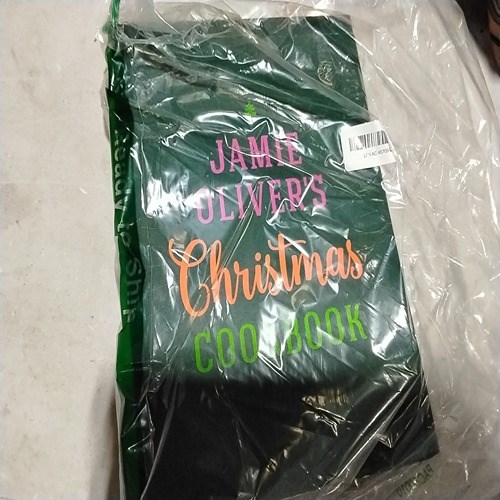 JAMIE
OLIVER'S
Christmas
COOKBOOK
Ready to Ship